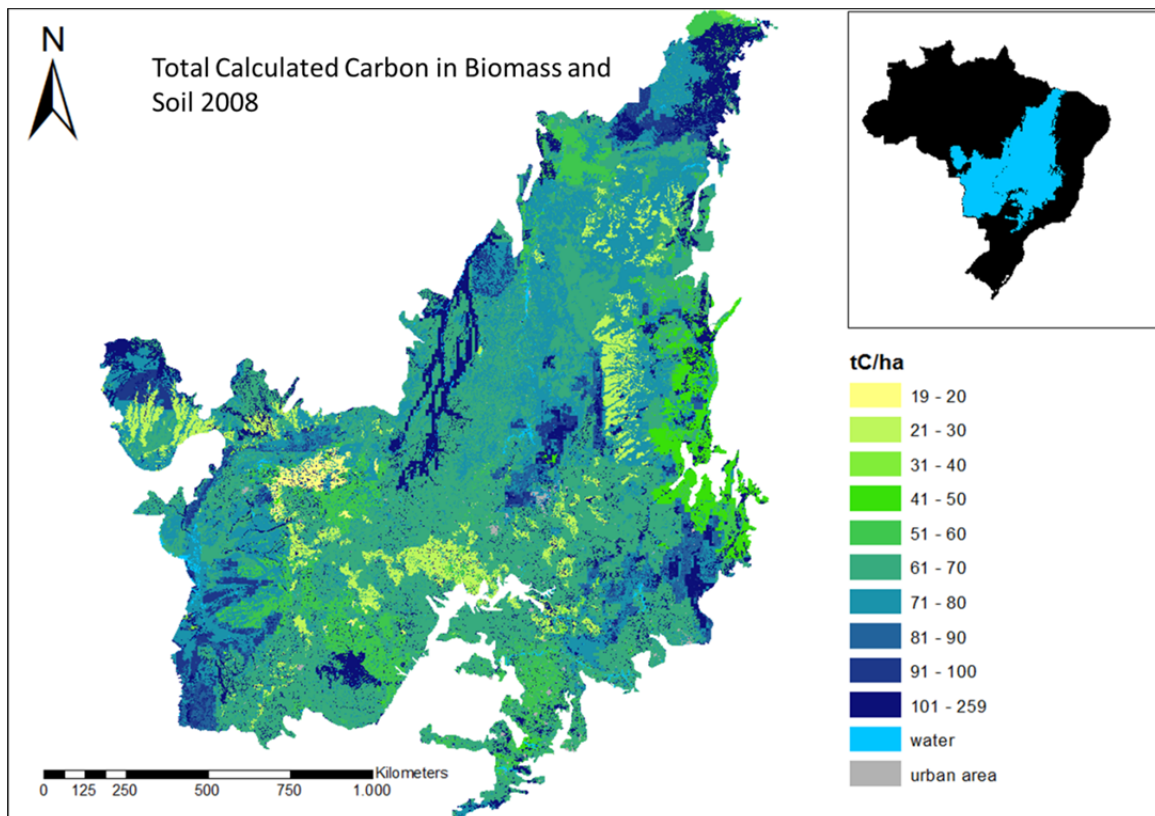 N
Total Calculated Carbon in Biomass and
Soil 2008
tC/ha
19 - 20
21 - 30
31 - 40
41 - 50
51 - 60
61 - 70
71 - 80
81 - 90
91 - 100
101 - 259
water
urban area
Kilometers
0 125 250 500 750 1.000